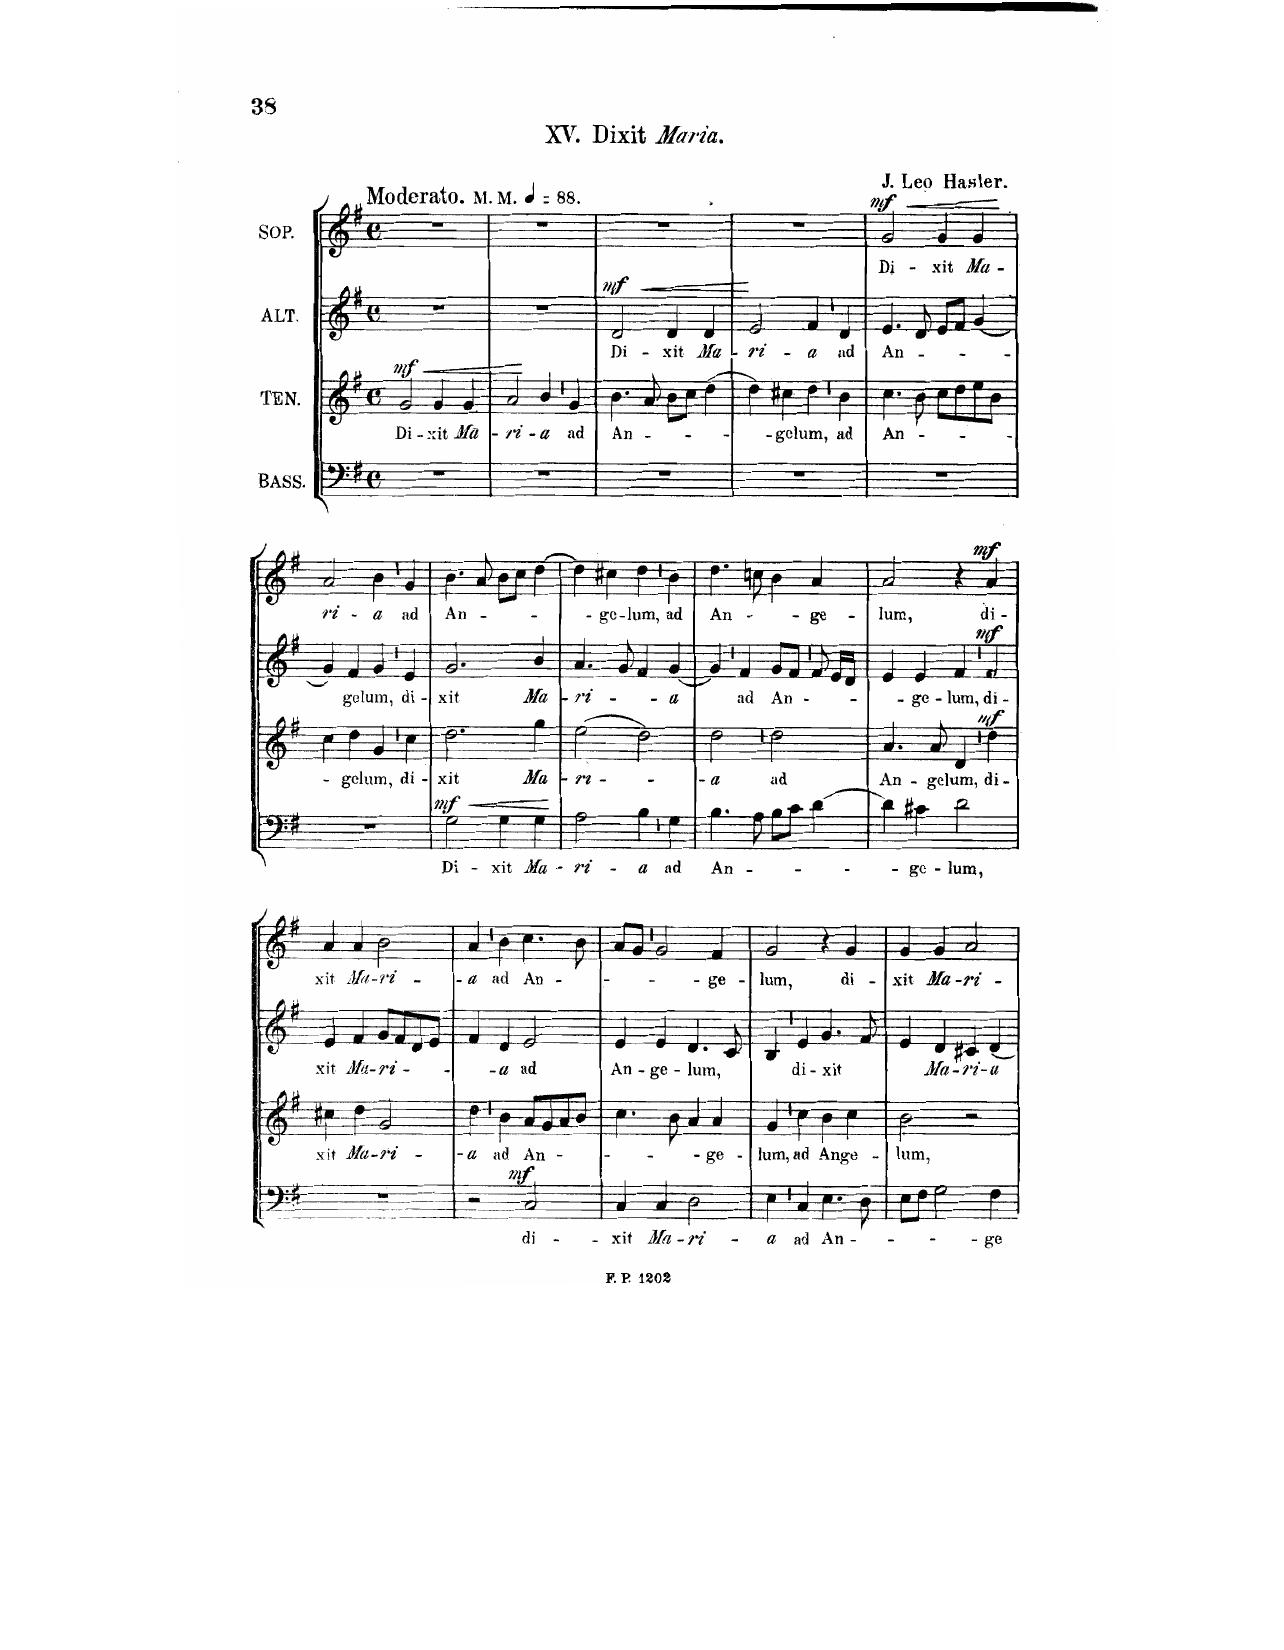 38
XV. Dixit Maria.
J. Leo Hasler.
Moderato. M. M. ♩ = 88.
mf
SOP.
Di - xit Ma -
mf
ALT.
Di - xit Ma - ri - a ad An - - - -
mf
TEN.
Di - xit Ma - ri - a ad An - - - - gelum, ad An - - - -
BASS.
mf
ri - a ad An - - - - ge - lum, ad An - - ge - lum, di -
mf
gelum, di - xit Ma - ri - - a ad An - - - - ge - lum, di -
mf
- gelum, di - xit Ma - ri - - a ad An - gelum, di -
mf
Di - xit Ma - ri - a ad An - - - - ge - lum,
xit Ma - ri - - a ad An - - - - ge - lum, di - xit Ma - ri -
xit Ma - ri - - - a ad An - ge - lum, di - xit Ma - ri - a
xit Ma - ri - - a ad An - - - - ge - lum, ad Ange - lum,
mf
di - - xit Ma - ri - a ad An - - - - ge
F. P. 1202